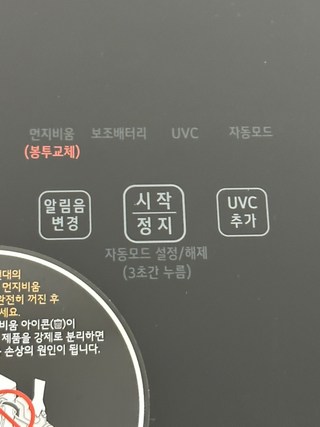 먼지비움 보조배터리 UVC 자동모드
(봉투교체)
알림음
변경
시작
정지
UVC
추가
자동모드 설정/해제
(3초간 누름)
대의
먼지비움
완전히 꺼진 후
세요.
비움 아이콘( )이
제품을 강제로 분리하면
손상의 원인이 됩니다.